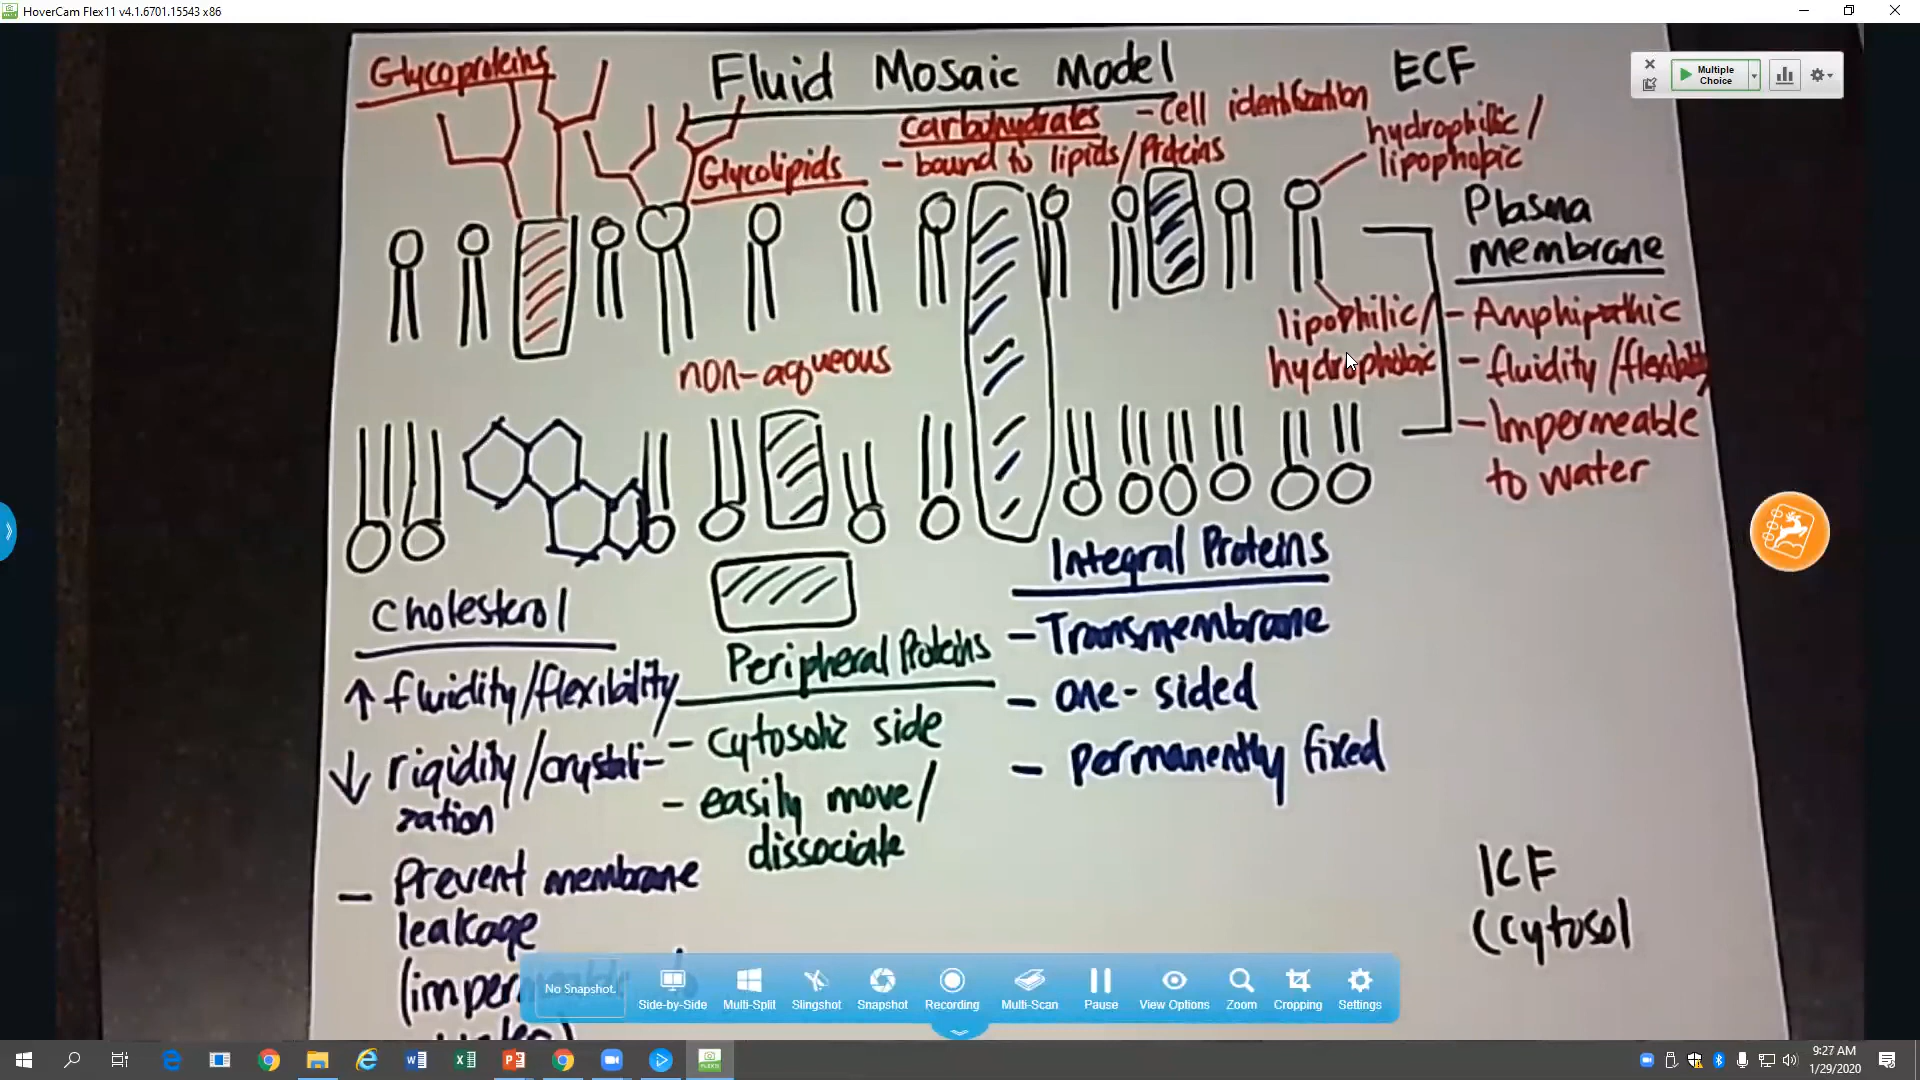 HoverCam Flex11 v4.1.6701.15543 x86
Glycoproteins
Fluid Mosaic Model
ECF
Multiple
Choice
Carbohydrates
- Cell identification
- bound to lipids/Proteins
Glycolipids
hydrophilic/
lipophobic
Plasma
membrane
lipophilic/
hydrophobic
- Amphipathic
- fluidity/flexibility
- Impermeable
to water
non-aqueous
Integral Proteins
- Transmembrane
- one-sided
- permanently fixed
Cholesterol
↑ fluidity/flexibility
↓ rigidity/crystali-
zation
- Prevent membrane
leakage
Peripheral Proteins
- cytosolic side
- easily move/
dissociate
ICF
(cytosol
No Snapshot.
Side-by-Side
Multi-Split
Slingshot
Snapshot
Recording
Multi-Scan
Pause
View Options
Zoom
Cropping
Settings
9:27 AM
1/29/2020